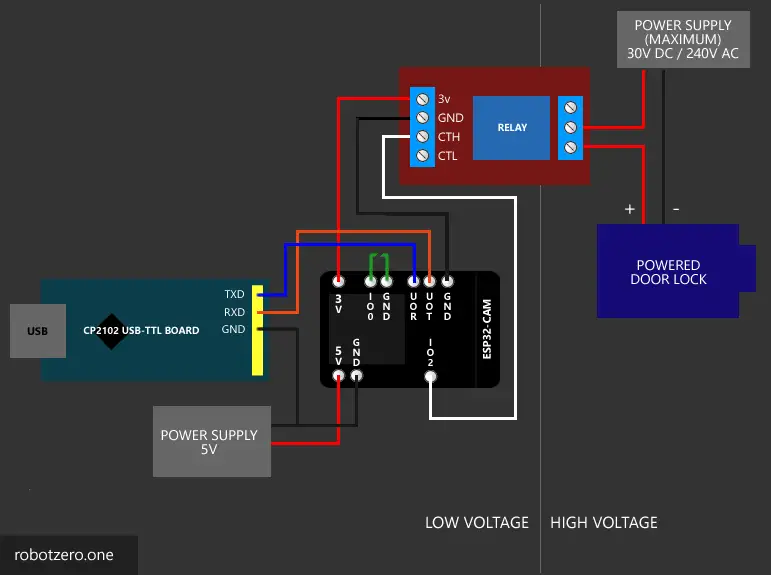 POWER SUPPLY
(MAXIMUM)
30V DC / 240V AC
3v
GND
CTH
CTL
RELAY
+ -
POWERED
DOOR LOCK
TXD
RXD
GND
USB
CP2102 USB-TTL BOARD
3V
IO0
GND
UOR
UOT
GND
5V
GND
IO2
ESP32-CAM
POWER SUPPLY
5V
LOW VOLTAGE
HIGH VOLTAGE
robotzero.one